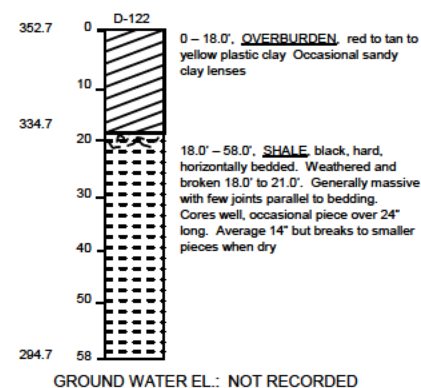 D-122
352.7 0
0 – 18.0', OVERBURDEN, red to tan to
yellow plastic clay Occasional sandy
clay lenses
10
334.7
20
18.0' – 58.0', SHALE, black, hard,
horizontally bedded. Weathered and
broken 18.0' to 21.0'. Generally massive
with few joints parallel to bedding.
Cores well, occasional piece over 24"
long. Average 14" but breaks to smaller
pieces when dry
30
40
50
294.7 58
GROUND WATER EL.: NOT RECORDED